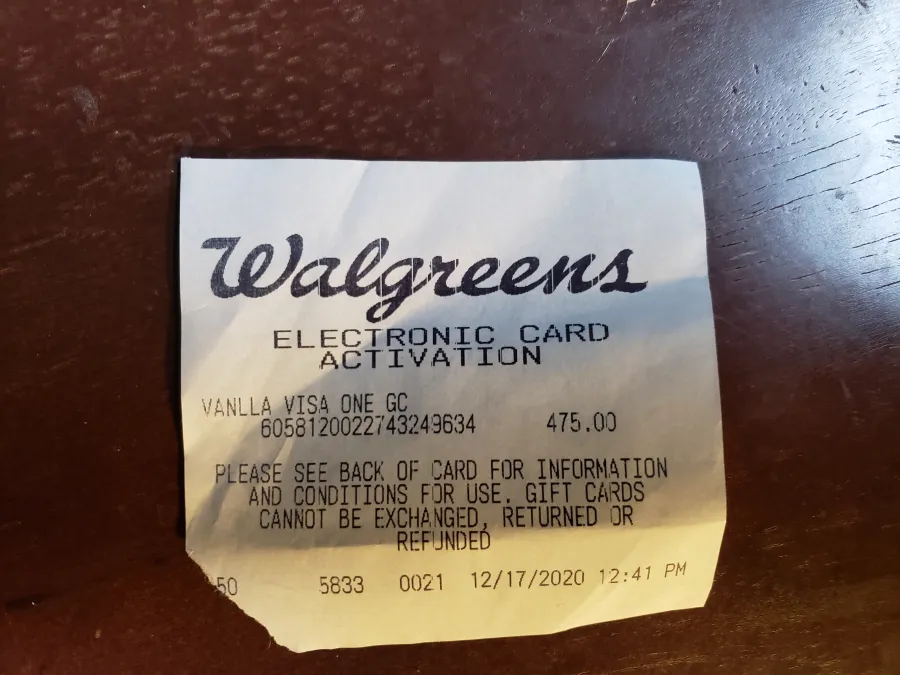 Walgreens
ELECTRONIC CARD
ACTIVATION
VANLLA VISA ONE GC
6058120022743249634 475.00
PLEASE SEE BACK OF CARD FOR INFORMATION
AND CONDITIONS FOR USE. GIFT CARDS
CANNOT BE EXCHANGED, RETURNED OR
REFUNDED
50 5833 0021 12/17/2020 12:41 PM